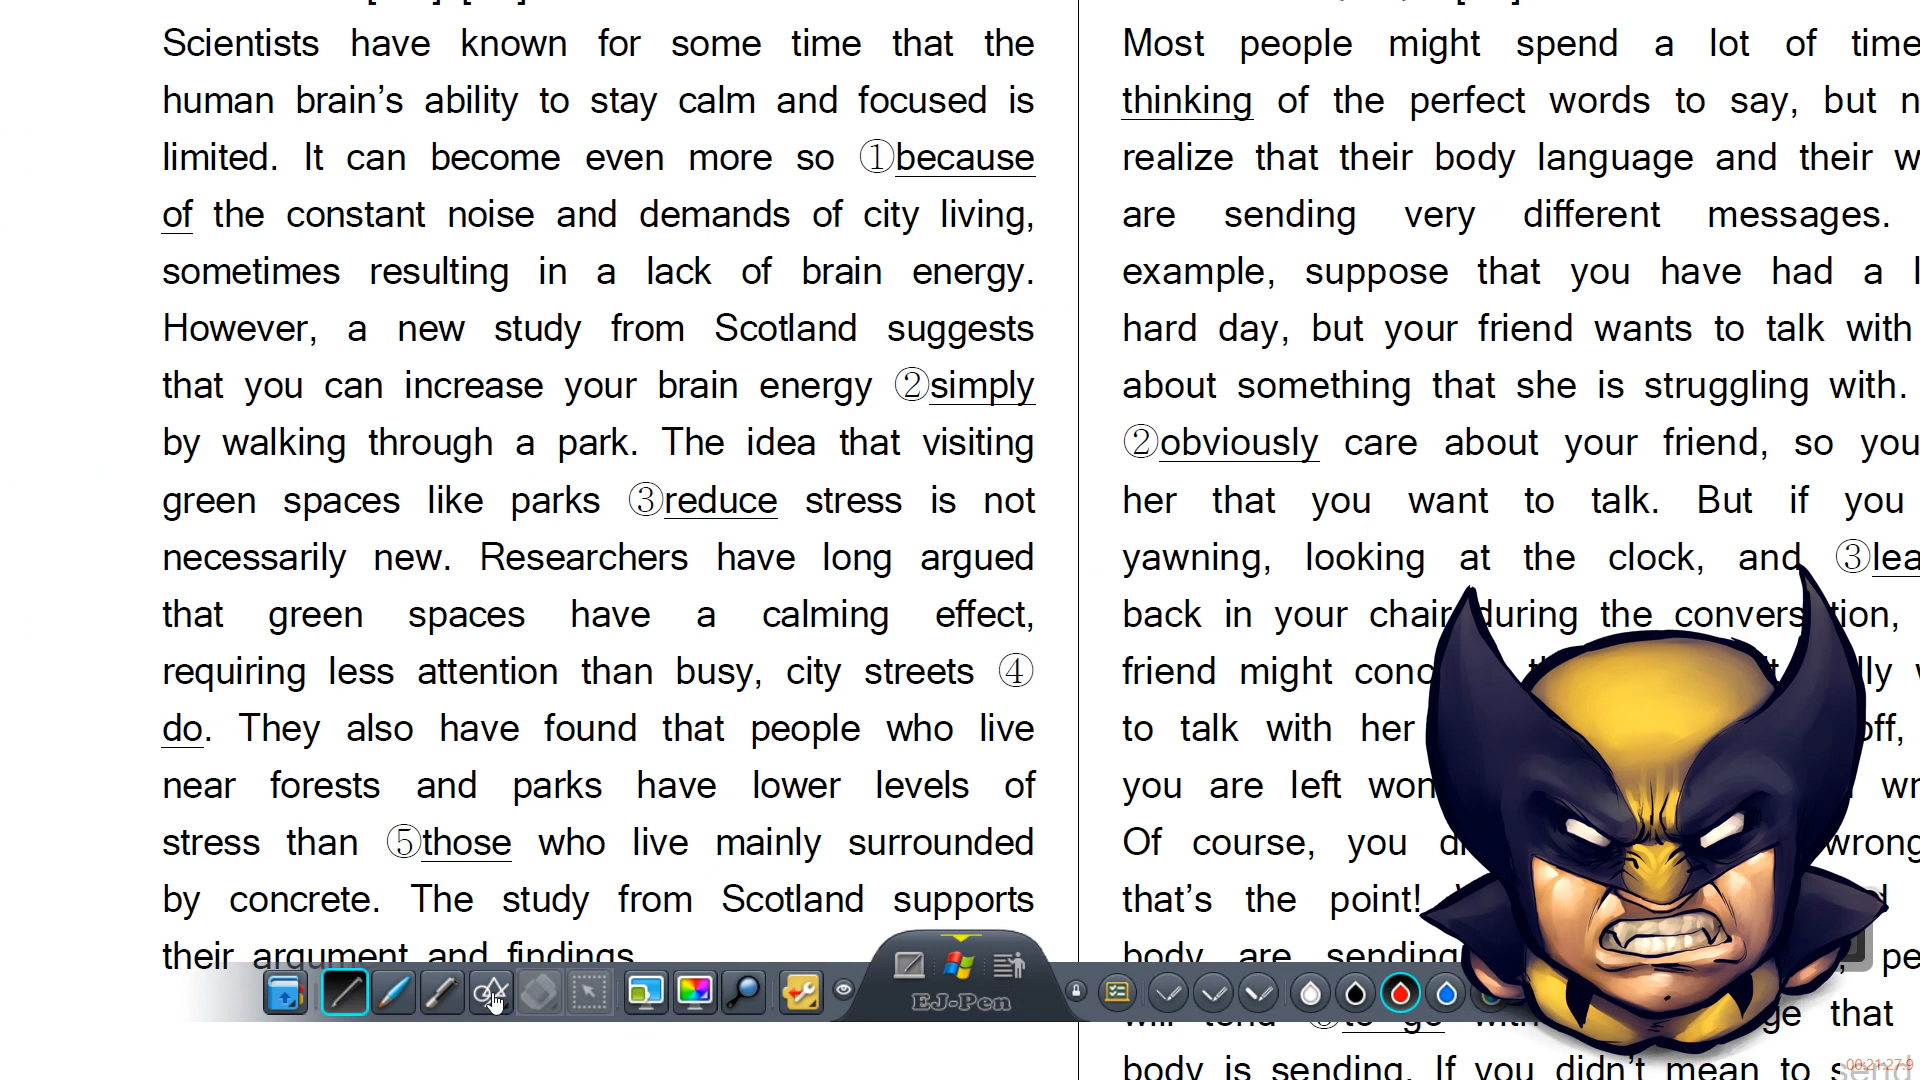 Scientists have known for some time that the
human brain's ability to stay calm and focused is
limited. It can become even more so ①because
of the constant noise and demands of city living,
sometimes resulting in a lack of brain energy.
However, a new study from Scotland suggests
that you can increase your brain energy ②simply
by walking through a park. The idea that visiting
green spaces like parks ③reduce stress is not
necessarily new. Researchers have long argued
that green spaces have a calming effect,
requiring less attention than busy, city streets ④
do. They also have found that people who live
near forests and parks have lower levels of
stress than ⑤those who live mainly surrounded
by concrete. The study from Scotland supports
their argument and findings.
Most people might spend a lot of time
thinking of the perfect words to say, but
realize that their body language and their
are sending very different messages.
example, suppose that you have had a
hard day, but your friend wants to talk with
about something that she is struggling with.
②obviously care about your friend, so you
her that you want to talk. But if you
yawning, looking at the clock, and ③
back in your chair during the conversation,
friend might
to talk with her off,
you are left
Of course, you wrong
that's the point!
body are sending
that
body is sending. If you didn't mean to
EJ-Pen
00:21:27.9